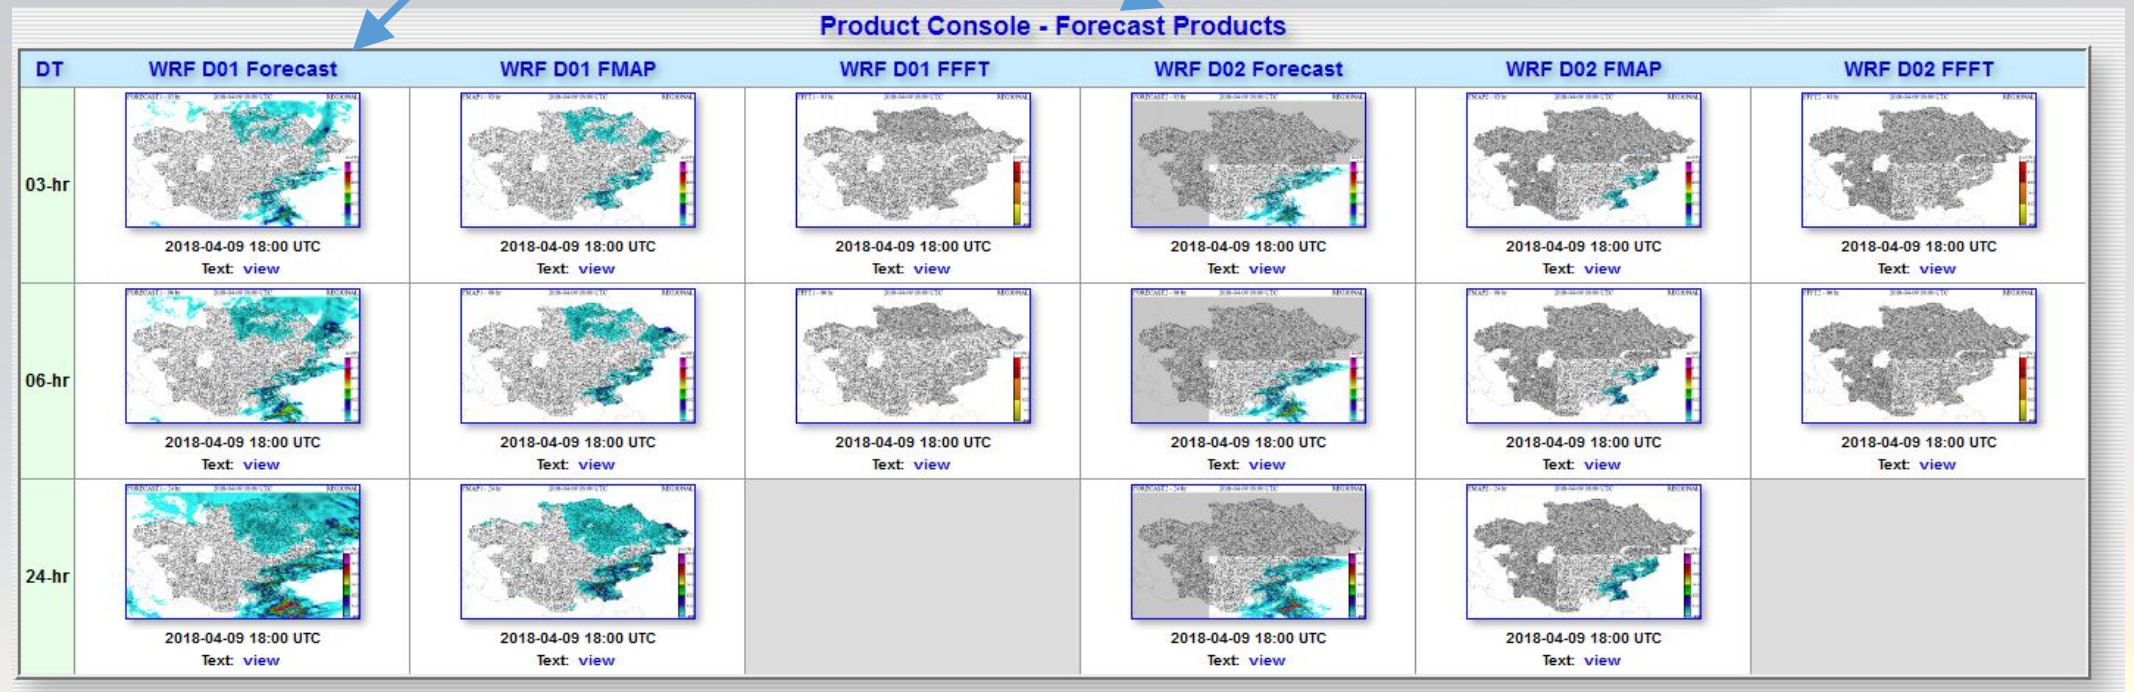 Product Console - Forecast Products
DT WRF D01 Forecast WRF D01 FMAP WRF D01 FFFT WRF D02 Forecast WRF D02 FMAP WRF D02 FFFT
03-hr
2018-04-09 18:00 UTC 2018-04-09 18:00 UTC 2018-04-09 18:00 UTC 2018-04-09 18:00 UTC 2018-04-09 18:00 UTC 2018-04-09 18:00 UTC
Text: view Text: view Text: view Text: view Text: view Text: view
06-hr
2018-04-09 18:00 UTC 2018-04-09 18:00 UTC 2018-04-09 18:00 UTC 2018-04-09 18:00 UTC 2018-04-09 18:00 UTC 2018-04-09 18:00 UTC
Text: view Text: view Text: view Text: view Text: view Text: view
24-hr
2018-04-09 18:00 UTC 2018-04-09 18:00 UTC 2018-04-09 18:00 UTC 2018-04-09 18:00 UTC
Text: view Text: view Text: view Text: view